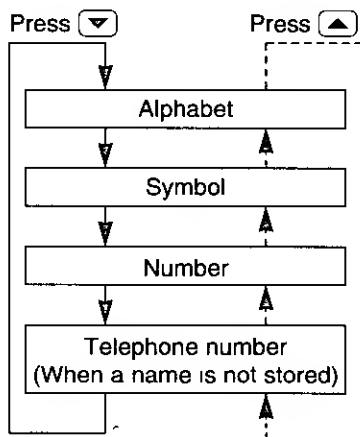 Press ▼ Press ▲
Alphabet
Symbol
Number
Telephone number
(When a name is not stored)